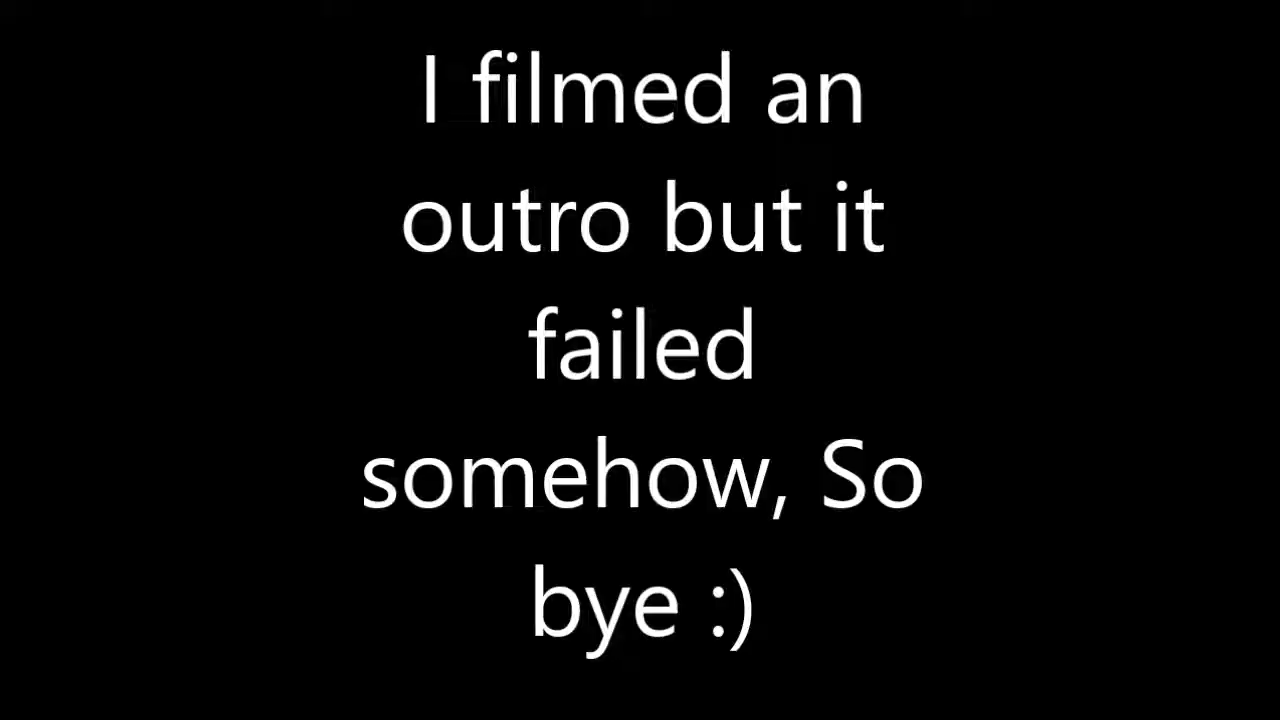 I filmed an
outro but it
failed
somehow, So
bye :)